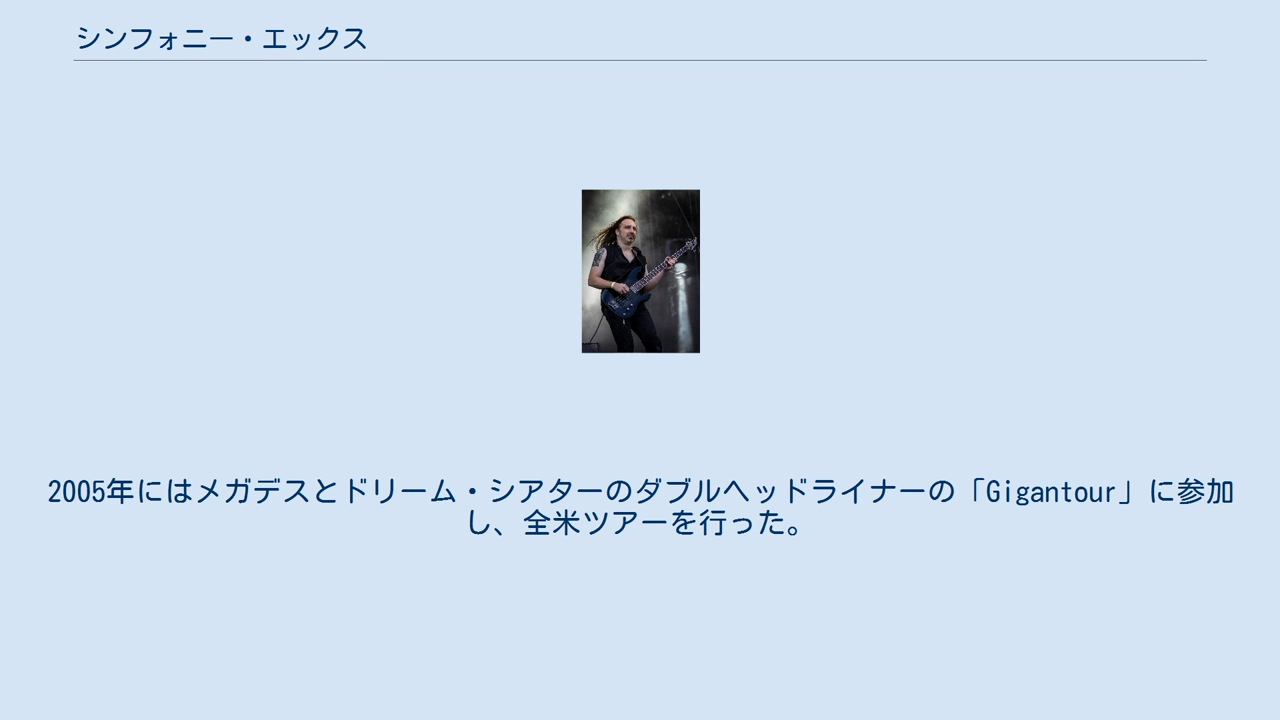 シンフォニー・エックス
2005年にはメガデスとドリーム・シアターのダブルヘッドライナーの「Gigantour」に参加
し、全米ツアーを行った。